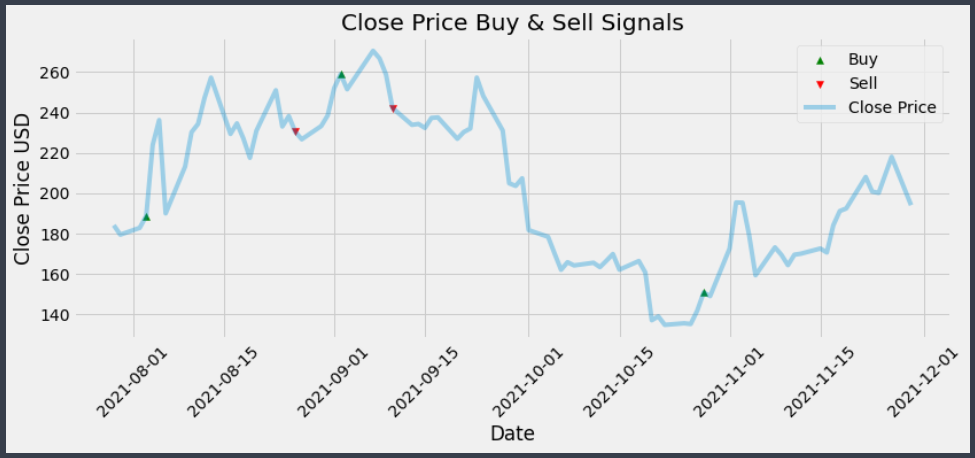 Close Price Buy & Sell Signals
Buy
Sell
Close Price
Close Price USD
260
240
220
200
180
160
140
2021-08-01
2021-08-15
2021-09-01
2021-09-15
2021-10-01
2021-10-15
2021-11-01
2021-11-15
2021-12-01
Date